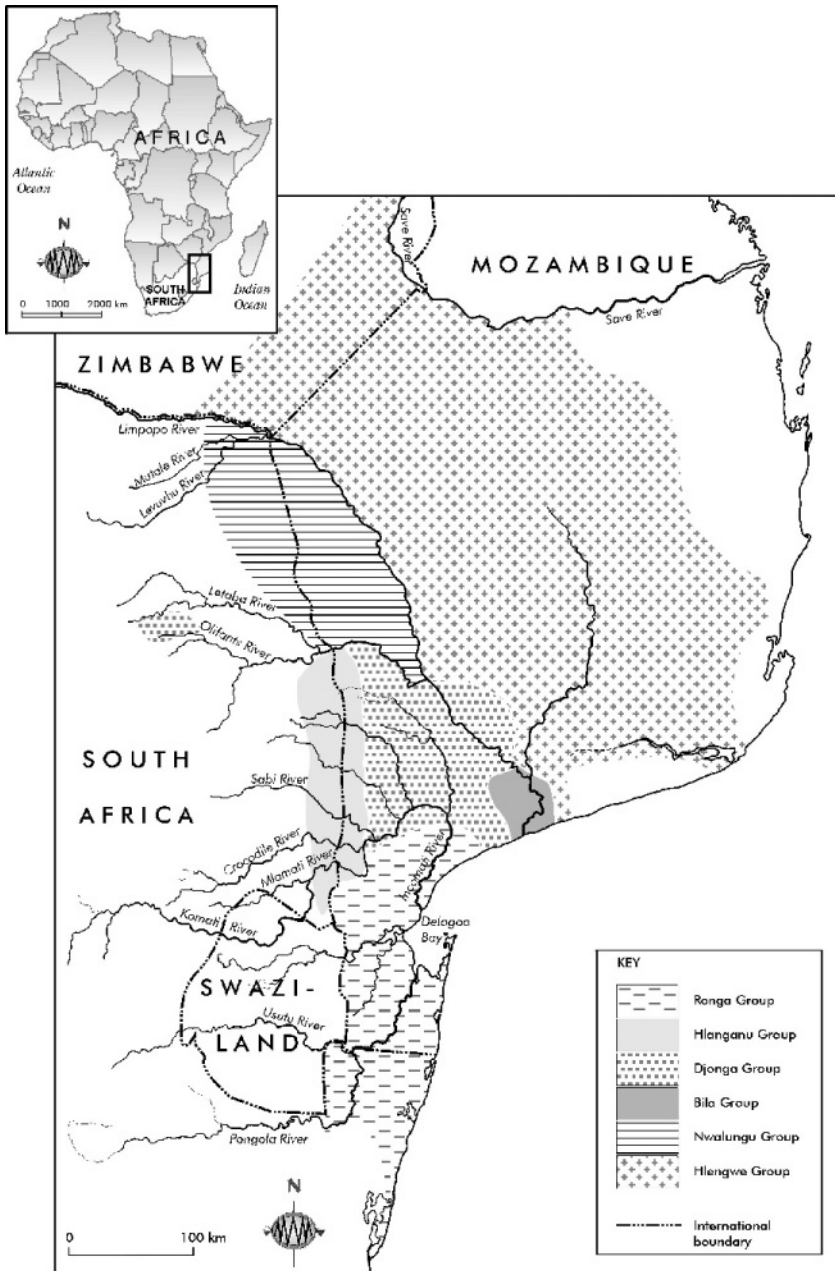 AFRICA
Atlantic
Ocean
N
SOUTH
AFRICA
Indian
Ocean
0 1000 2000 km
Save River
MOZAMBIQUE
Save River
ZIMBABWE
Limpopo River
Mutale River
Levuvhu River
Letaba River
Olifants River
SOUTH
AFRICA
Sabi River
Crocodile River
Mlamati River
Incomati River
Komati River
Delagoa
Bay
SWAZI-
Usutu River
LAND
Pongola River
N
0 100 km
KEY
Ronga Group
Hlanganu Group
Djonga Group
Bila Group
Nwalungu Group
Hlengwe Group
International
boundary